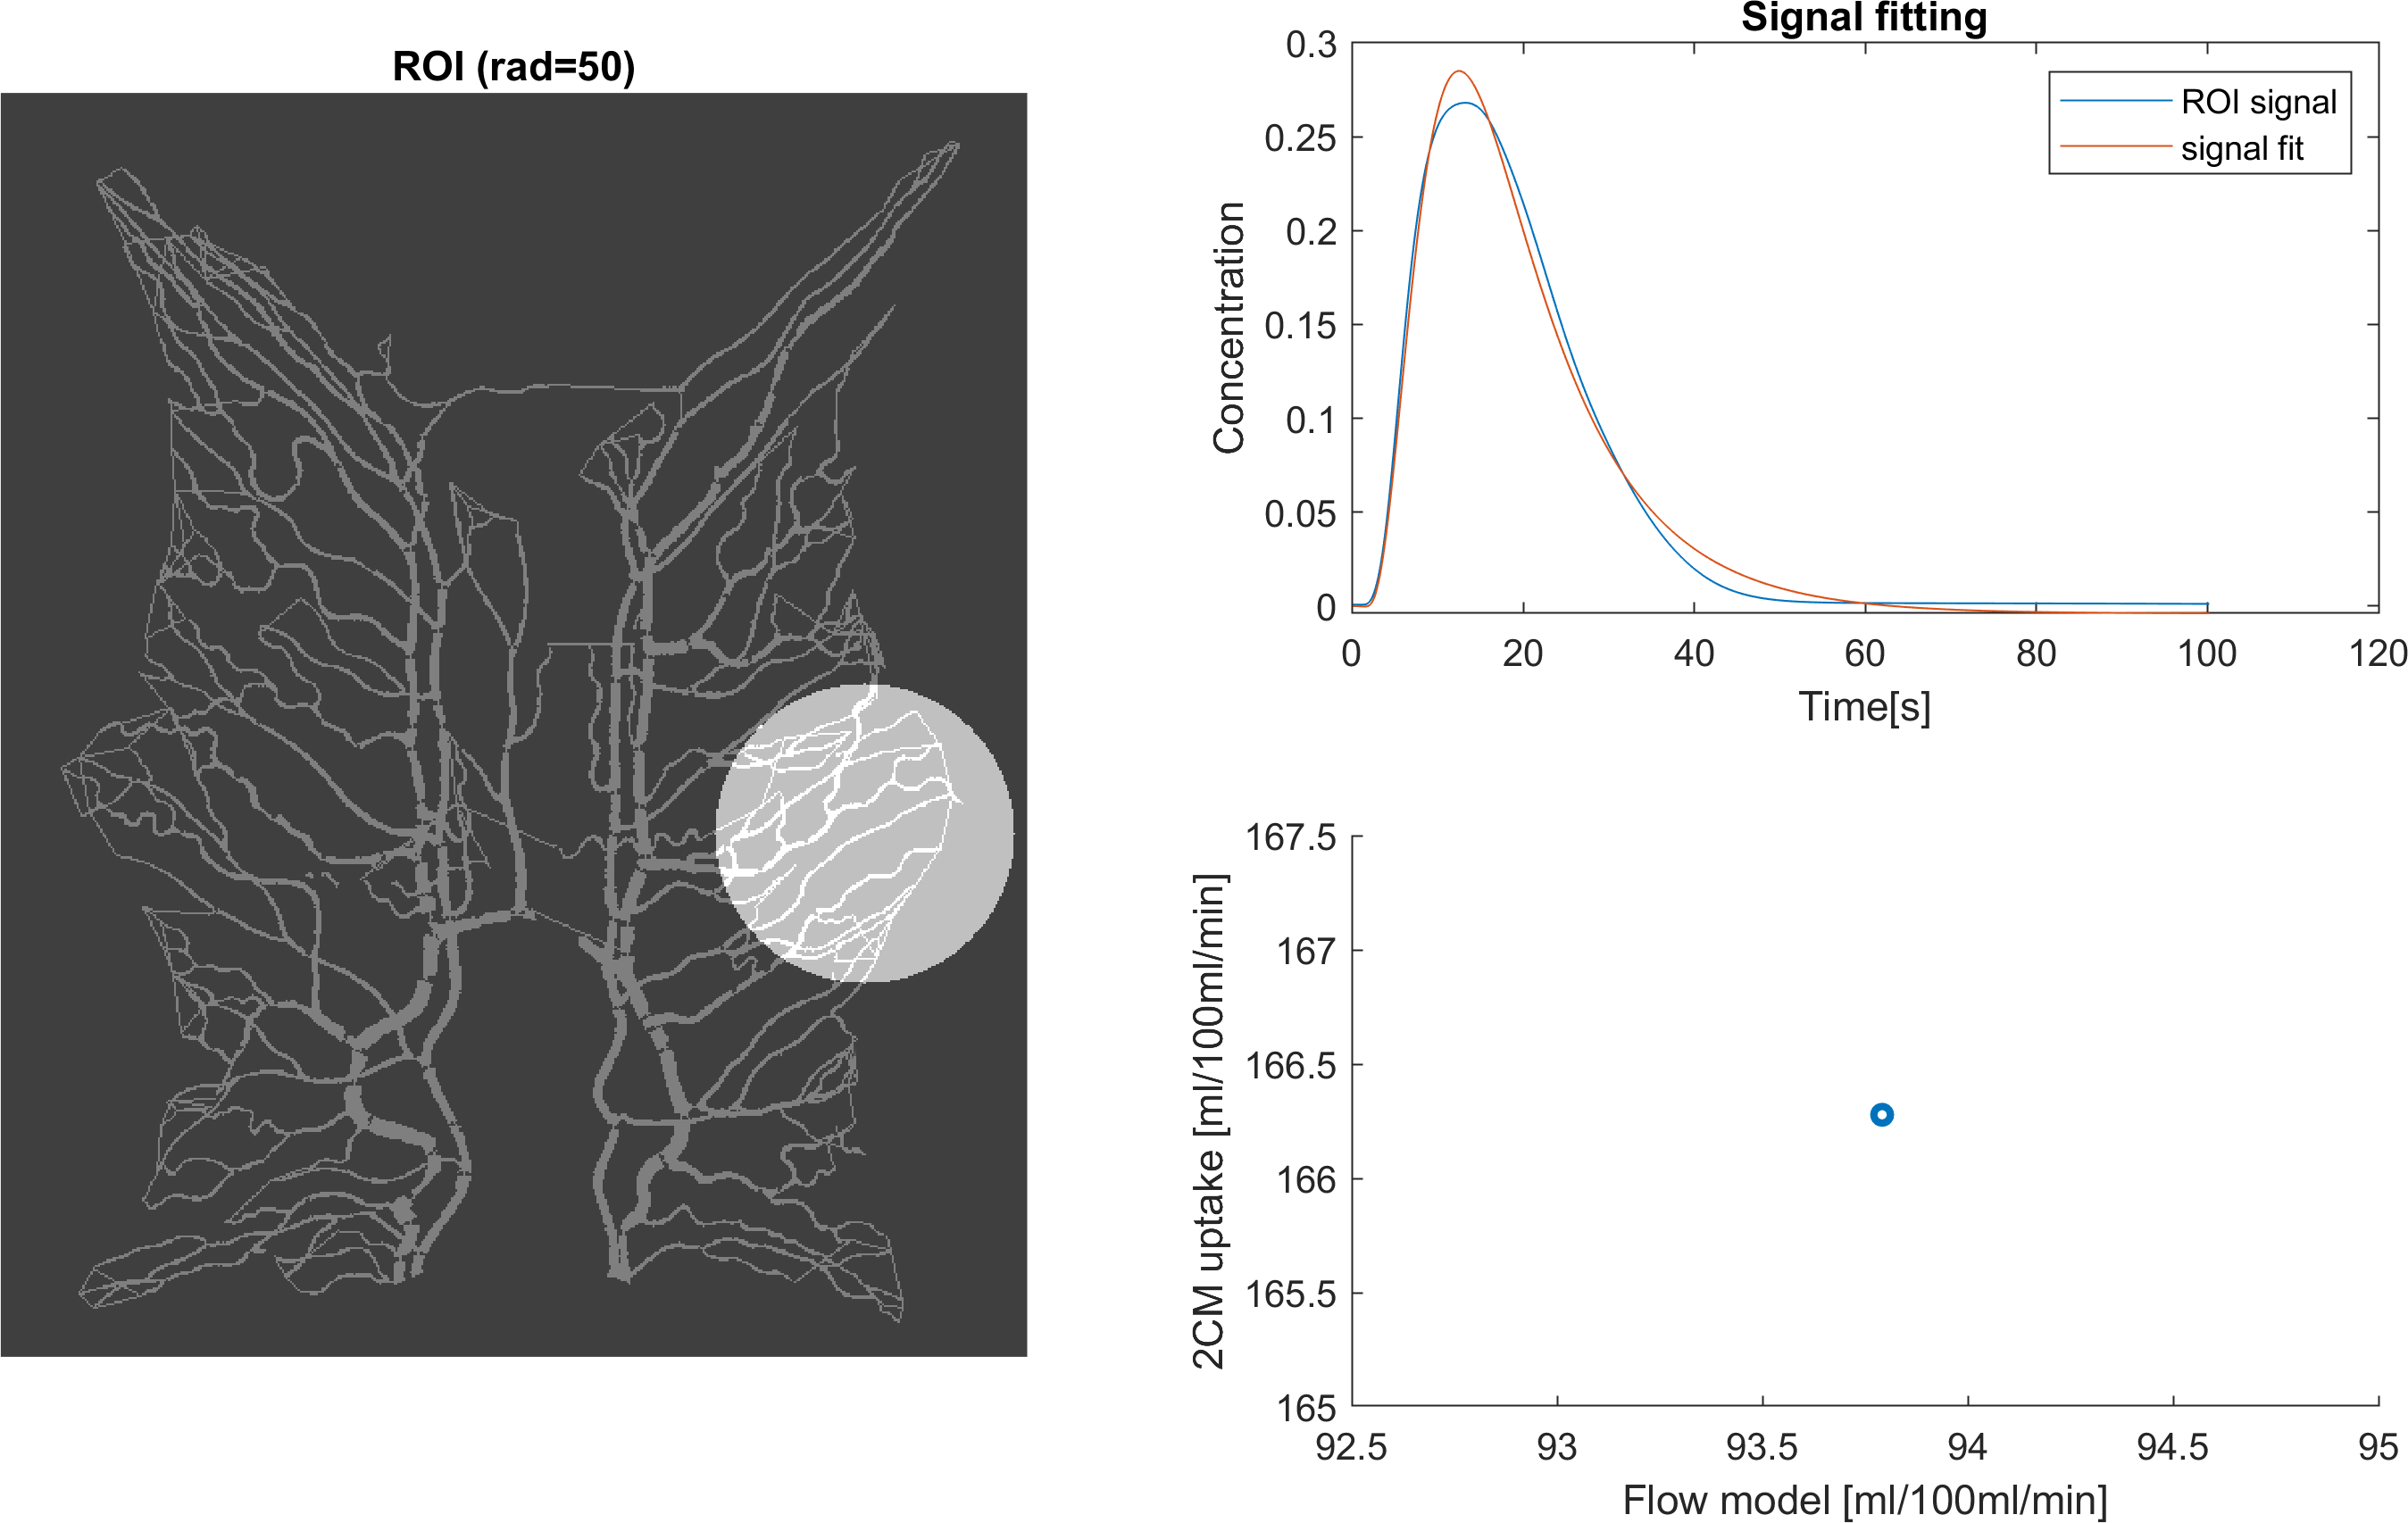 ROI (rad=50)
Signal fitting
0.3
0.25
0.2
0.15
0.1
0.05
0
Concentration
ROI signal
signal fit
0 20 40 60 80 100 120
Time[s]
167.5
167
166.5
166
165.5
165
2CM uptake [ml/100ml/min]
92.5 93 93.5 94 94.5 95
Flow model [ml/100ml/min]